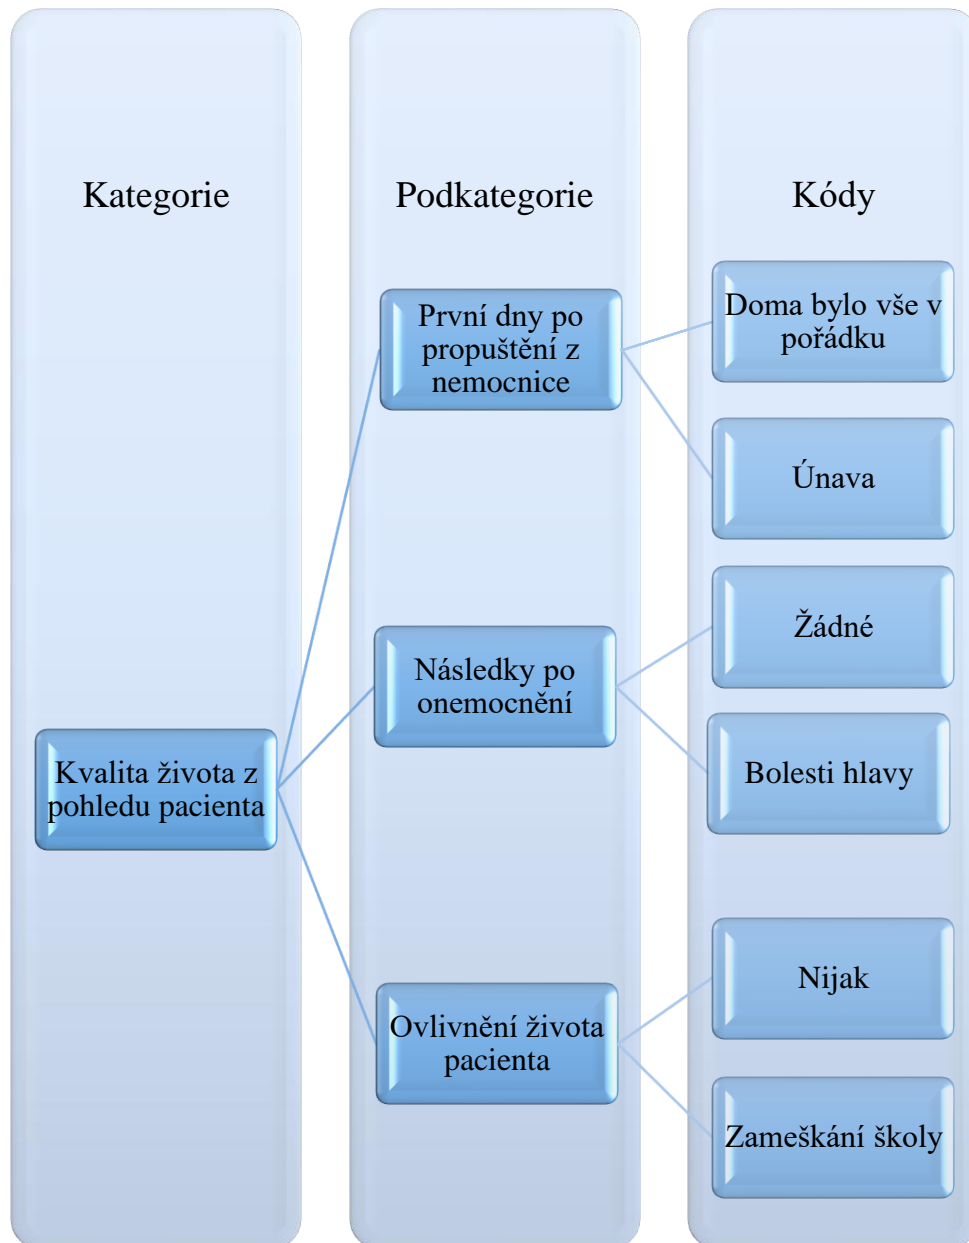 Kategorie
Podkategorie
Kódy
Kvalita života z
pohledu pacienta
První dny po
propuštění z
nemocnice
Doma bylo vše v
pořádku
Únava
Následky po
onemocnění
Žádné
Bolesti hlavy
Ovlivnění života
pacienta
Nijak
Zameškání školy